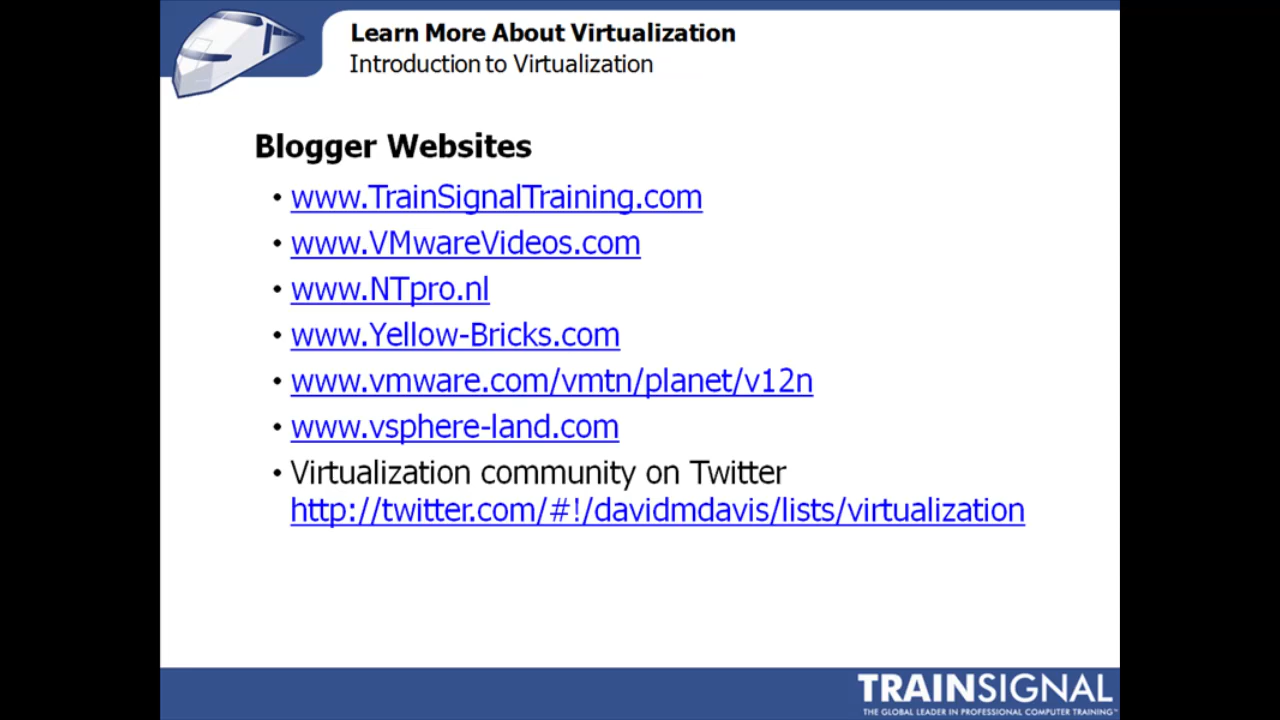 Learn More About Virtualization
Introduction to Virtualization
Blogger Websites
• www.TrainSignalTraining.com
• www.VMwareVideos.com
• www.NTpro.nl
• www.Yellow-Bricks.com
• www.vmware.com/vmtn/planet/v12n
• www.vsphere-land.com
• Virtualization community on Twitter
http://twitter.com/#!/davidmdavis/lists/virtualization
TRAINSIGNAL
THE GLOBAL LEADER IN PROFESSIONAL COMPUTER TRAINING™